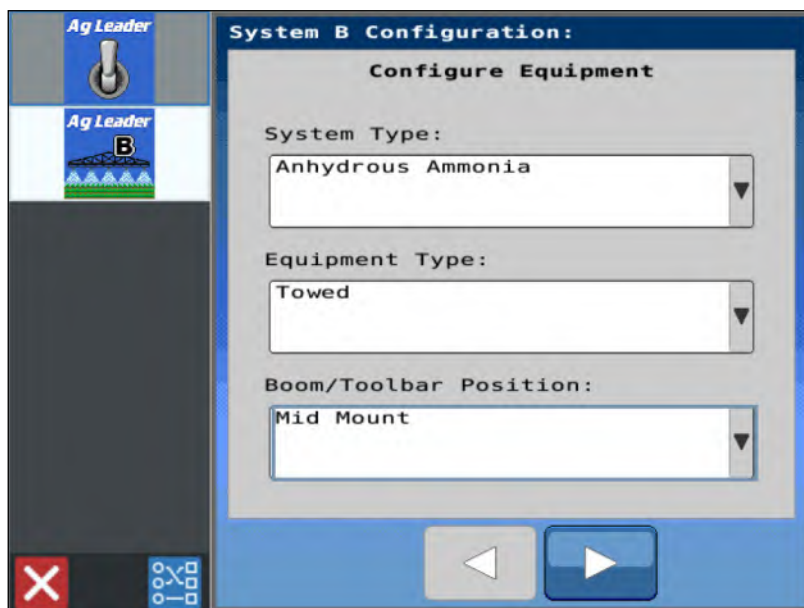 Ag Leader
Ag Leader
B
System B Configuration:
Configure Equipment
System Type:
Anhydrous Ammonia
Equipment Type:
Towed
Boom/Toolbar Position:
Mid Mount